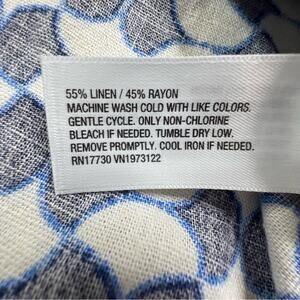 55% LINEN / 45% RAYON
MACHINE WASH COLD WITH LIKE COLORS.
GENTLE CYCLE. ONLY NON-CHLORINE
BLEACH IF NEEDED. TUMBLE DRY LOW.
REMOVE PROMPTLY. COOL IRON IF NEEDED.
RN17730 VN1973122